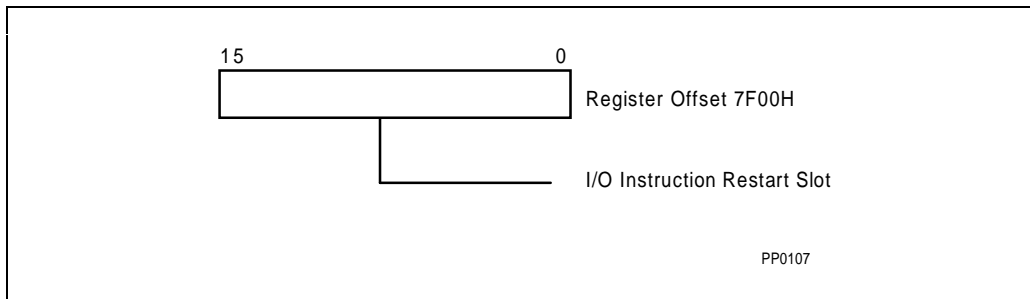 15 0
Register Offset 7F00H
I/O Instruction Restart Slot
PP0107